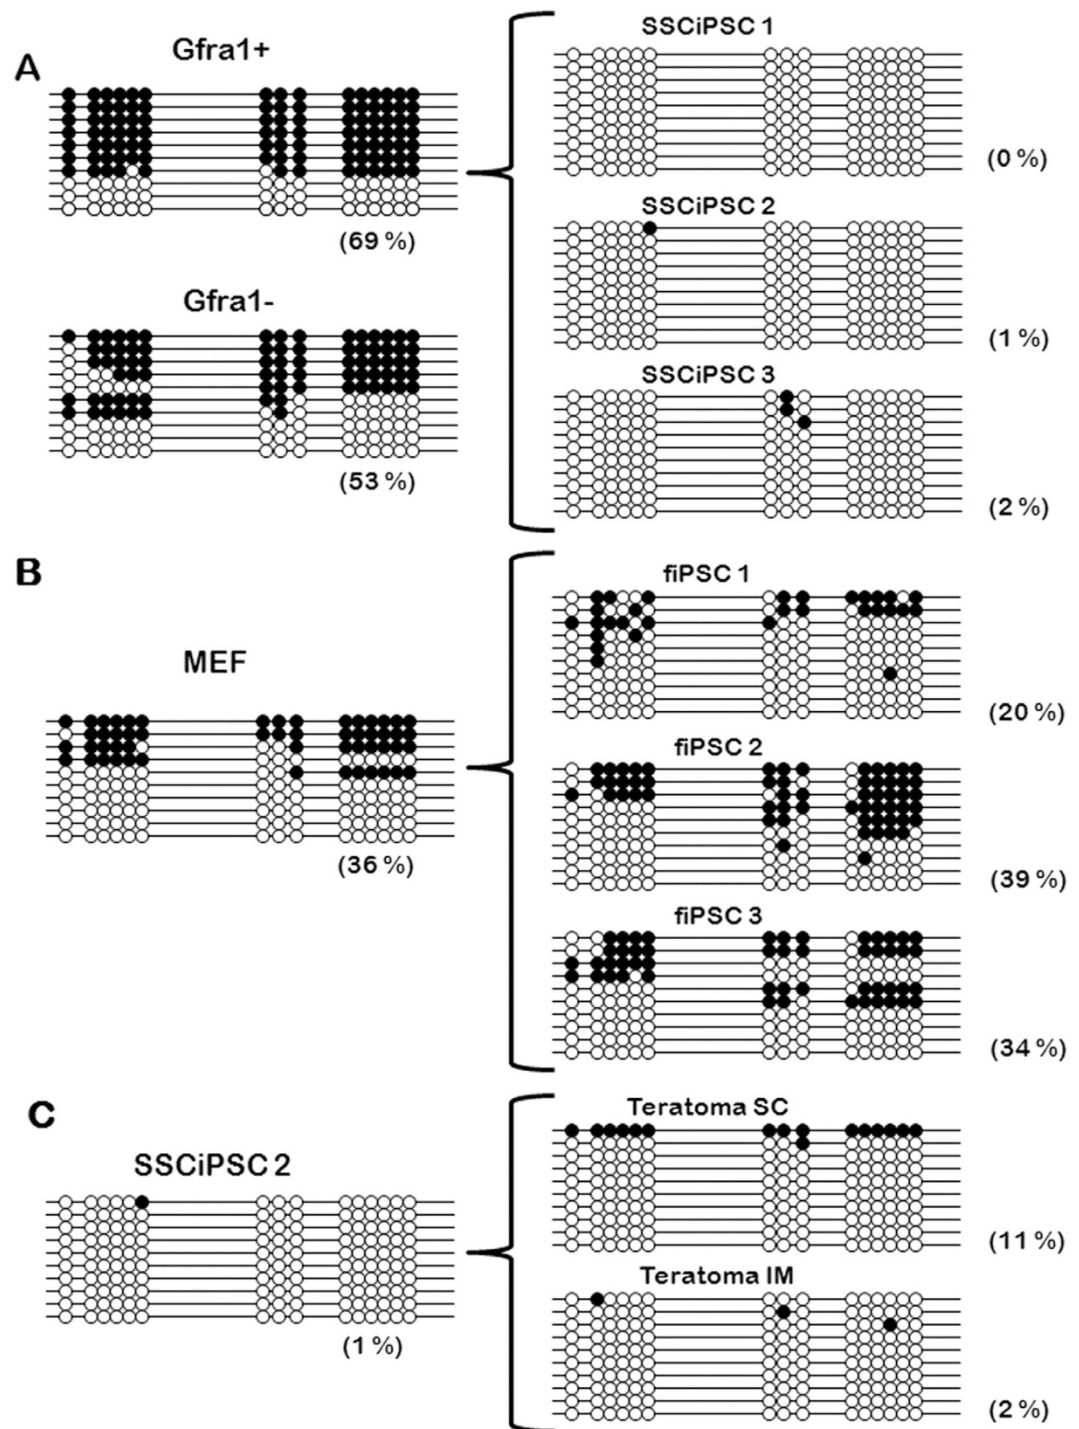 A
Gfra1+
(69 %)
Gfra1-
(53 %)
SSCiPSC 1
(0 %)
SSCiPSC 2
(1 %)
SSCiPSC 3
(2 %)
B
MEF
(36 %)
fiPSC 1
(20 %)
fiPSC 2
(39 %)
fiPSC 3
(34 %)
C
SSCiPSC 2
(1 %)
Teratoma SC
(11 %)
Teratoma IM
(2 %)